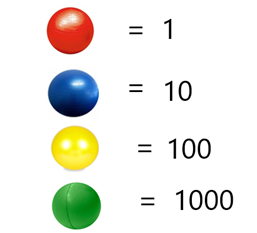 = 1
= 10
= 100
= 1000